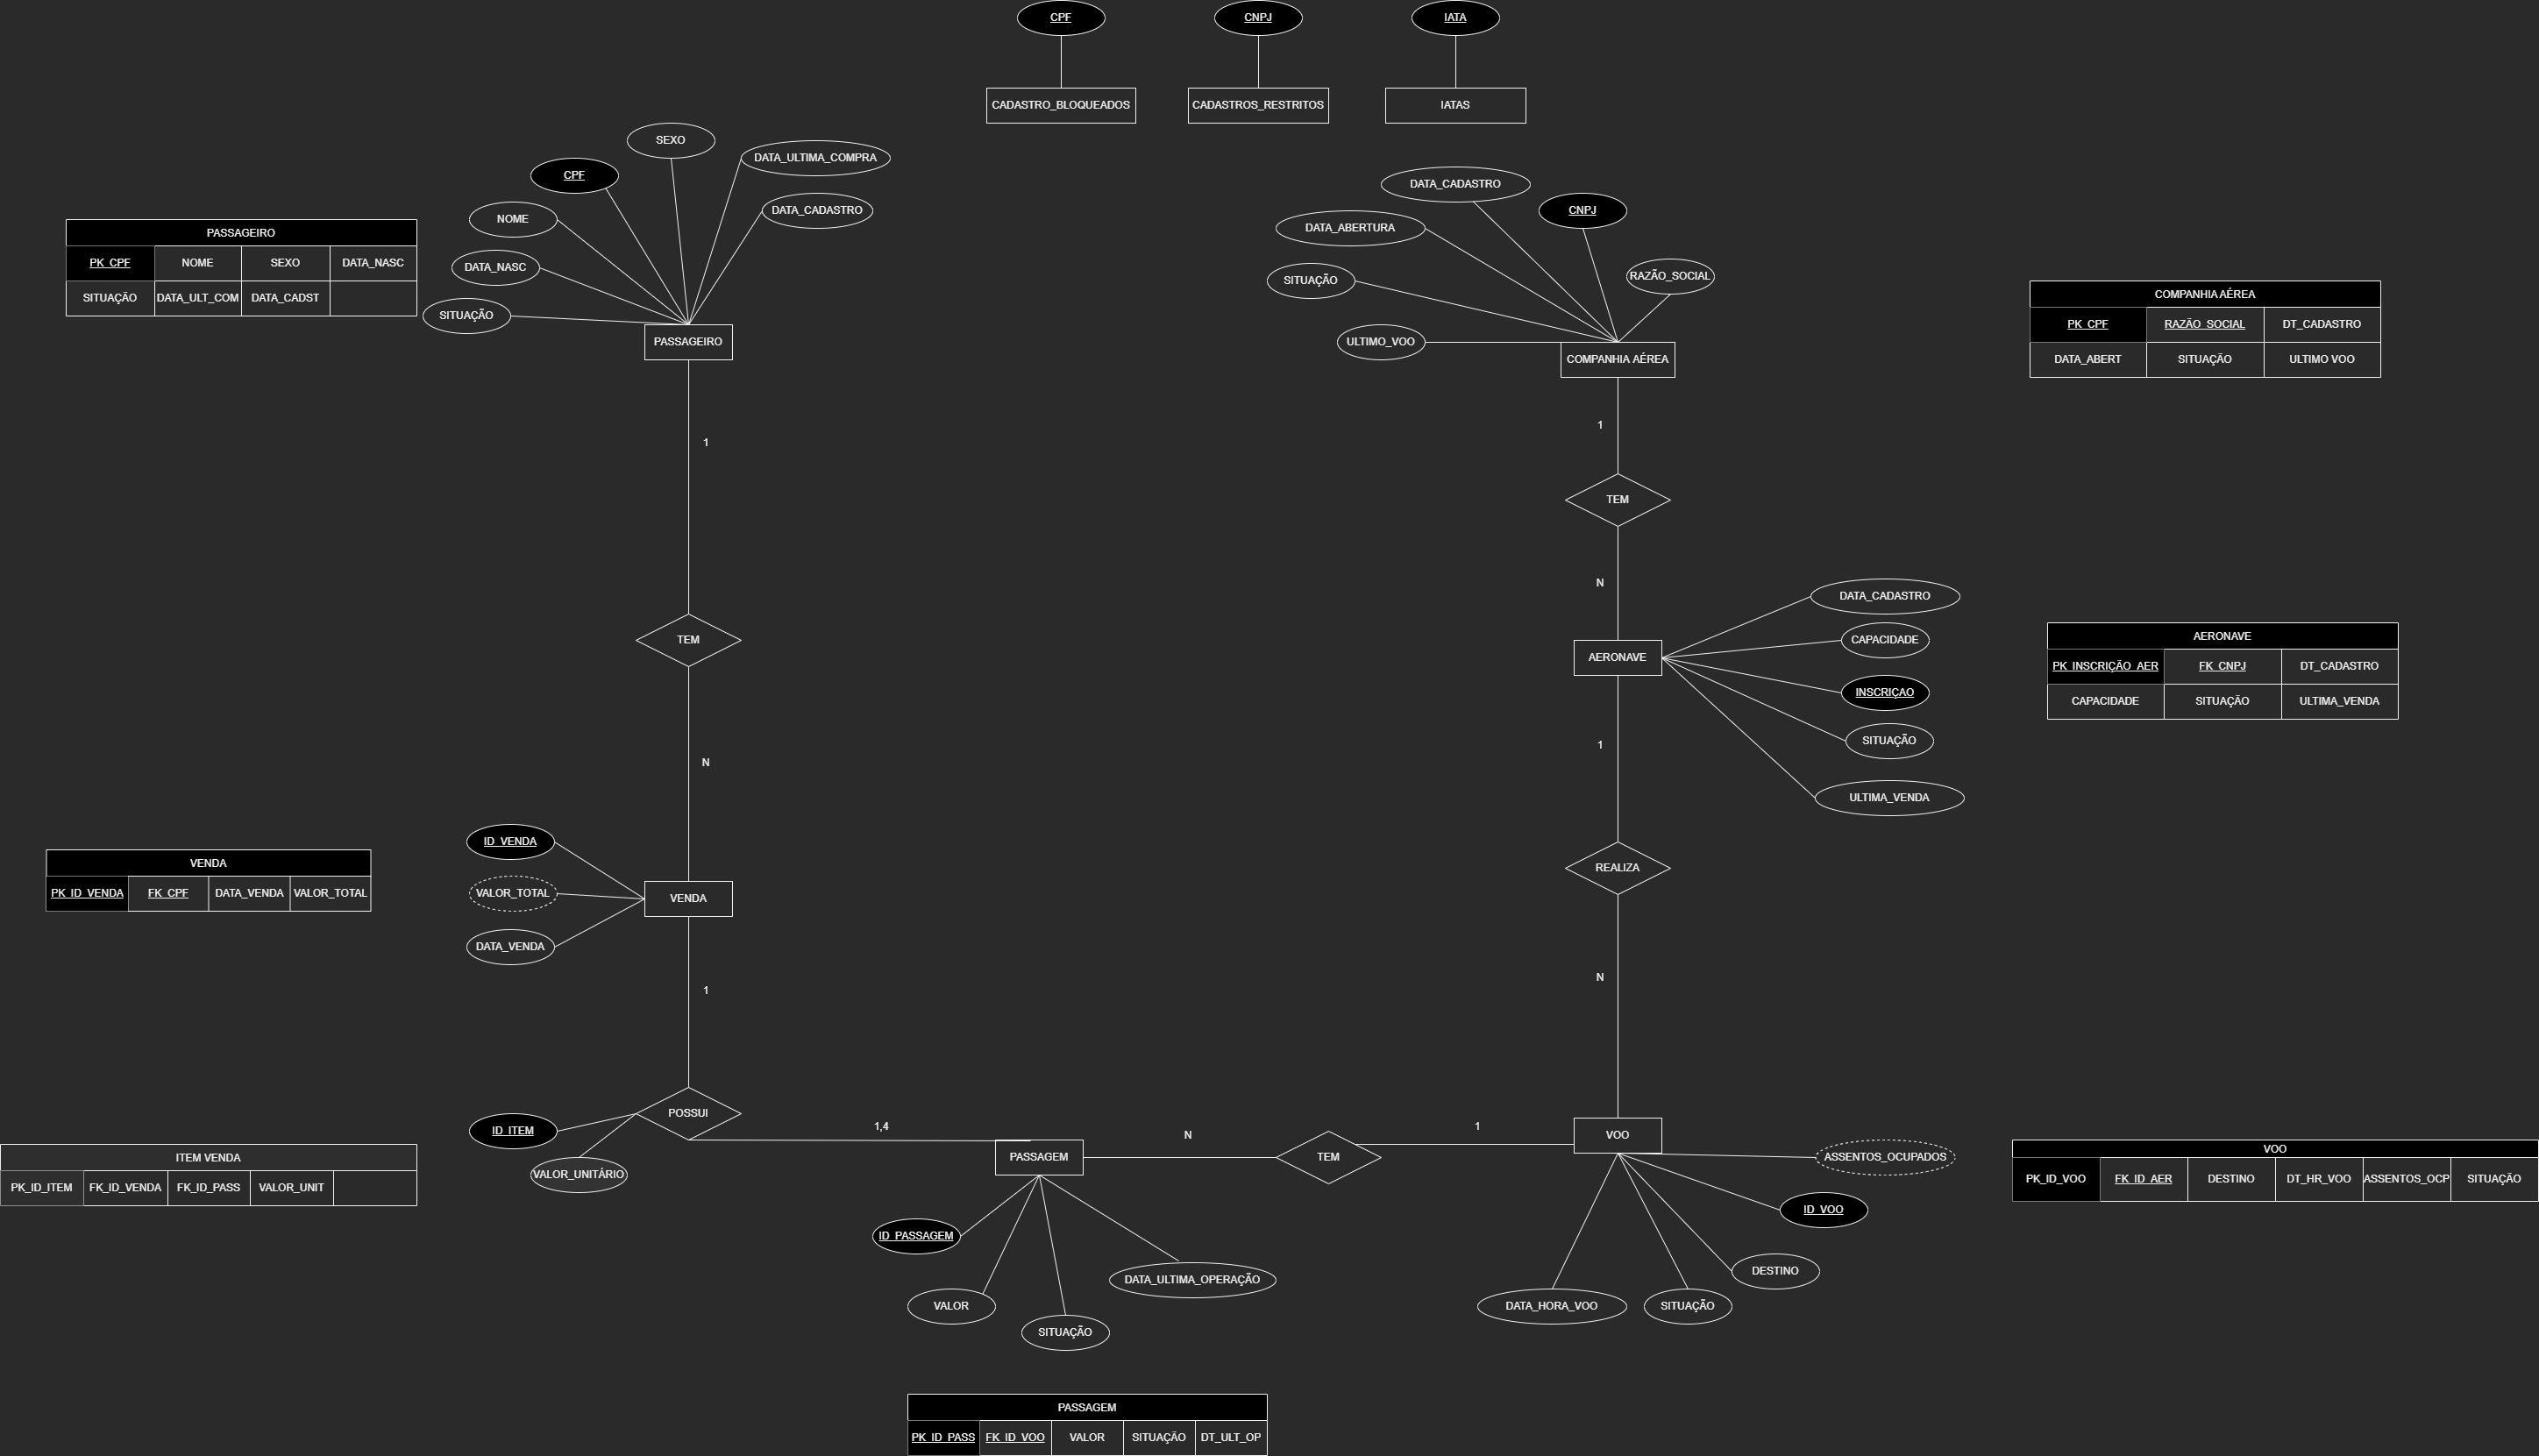 CPF
CNPJ
IATA
CADASTRO_BLOQUEADOS
CADASTROS_RESTRITOS
IATAS
SEXO
DATA_ULTIMA_COMPRA
CPF
DATA_CADASTRO
NOME
DATA_NASC
SITUAÇÃO
PASSAGEIRO
PASSAGEIRO
PK_CPF NOME SEXO DATA_NASC
SITUAÇÃO DATA_ULT_COM DATA_CADST
DATA_CADASTRO
CNPJ
DATA_ABERTURA
RAZÃO_SOCIAL
SITUAÇÃO
ULTIMO_VOO
COMPANHIA AÉREA
COMPANHIA AÉREA
PK_CPF RAZÃO_SOCIAL DT_CADASTRO
DATA_ABERT SITUAÇÃO ULTIMO VOO
1
1
TEM
N
TEM
N
DATA_CADASTRO
CAPACIDADE
AERONAVE
INSCRIÇAO
SITUAÇÃO
ULTIMA_VENDA
AERONAVE
PK_INSCRIÇÃO_AER FK_CNPJ DT_CADASTRO
CAPACIDADE SITUAÇÃO ULTIMA_VENDA
1
REALIZA
N
VENDA
PK_ID_VENDA FK_CPF DATA_VENDA VALOR_TOTAL
ID_VENDA
VALOR_TOTAL
VENDA
DATA_VENDA
1
POSSUI
ID_ITEM
VALOR_UNITÁRIO
ITEM VENDA
PK_ID_ITEM FK_ID_VENDA FK_ID_PASS VALOR_UNIT
1,4
PASSAGEM
N
TEM
1
VOO
ASSENTOS_OCUPADOS
ID_VOO
DESTINO
DATA_HORA_VOO
SITUAÇÃO
VOO
PK_ID_VOO FK_ID_AER DESTINO DT_HR_VOO ASSENTOS_OCP SITUAÇÃO
ID_PASSAGEM
DATA_ULTIMA_OPERAÇÃO
VALOR
SITUAÇÃO
PASSAGEM
PK_ID_PASS FK_ID_VOO VALOR SITUAÇÃO DT_ULT_OP